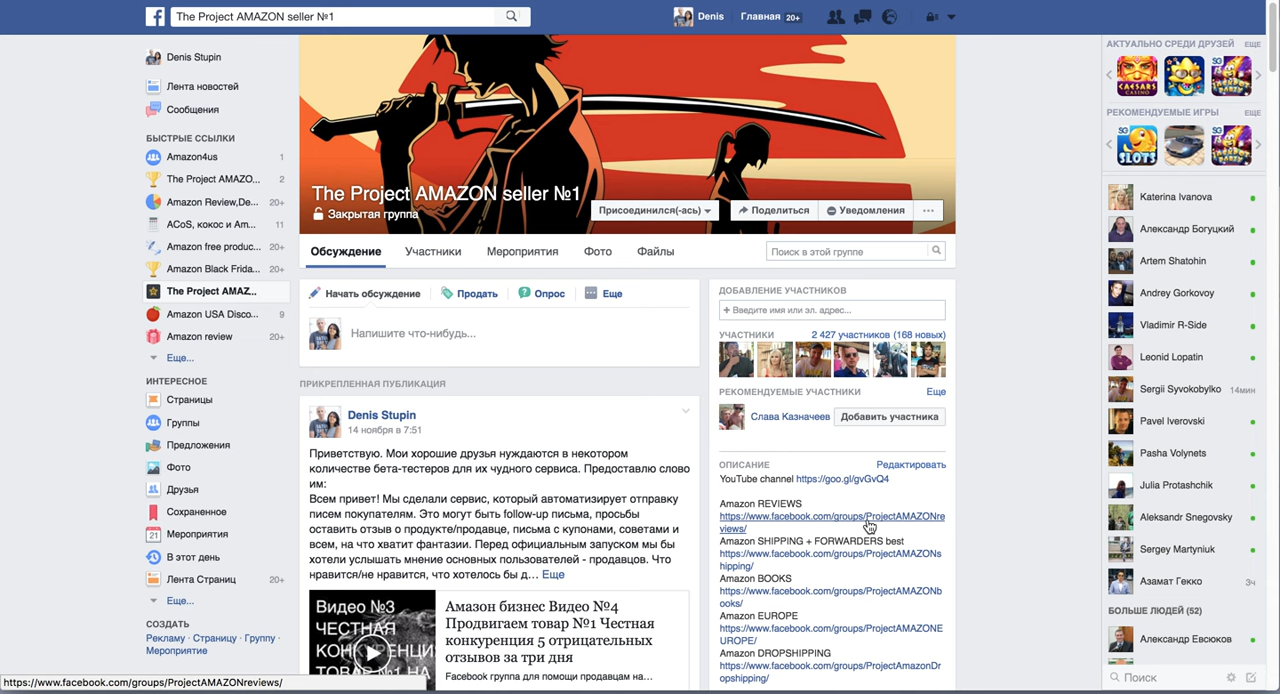 The Project AMAZON seller №1
Denis
Главная 20+
Denis Stupin
Лента новостей
Сообщения
БЫСТРЫЕ ССЫЛКИ
Amazon4us 1
The Project AMAZO... 2
Amazon Review,De... 20+
ACoS, кокос и Am... 11
Amazon free produc... 20+
Amazon Black Frida... 20+
The Project AMAZ...
Amazon USA Disco... 9
Amazon review 20+
Еще...
ИНТЕРЕСНОЕ
Страницы
Группы
Предложения
Фото
Друзья
Сохраненное
21 Мероприятия
В этот день
Лента Страниц 20+
Еще...
СОЗДАТЬ
Рекламу · Страницу · Группу ·
Мероприятие
The Project AMAZON seller №1
Закрытая группа
Присоединился(-ась)
Поделиться
Уведомления
Обсуждение
Участники
Мероприятия
Фото
Файлы
Поиск в этой группе
Начать обсуждение
Продать
Опрос
Еще
Напишите что-нибудь...
ПРИКРЕПЛЕННАЯ ПУБЛИКАЦИЯ
Denis Stupin
14 ноября в 7:51
Приветствую. Мои хорошие друзья нуждаются в некотором
количестве бета-тестеров для их чудного сервиса. Предоставлю слово
им:
Всем привет! Мы сделали сервис, который автоматизирует отправку
писем покупателям. Это могут быть follow-up письма, просьбы
оставить отзыв о продукте/продавце, письма с купонами, советами и
всем, на что хватит фантазии. Перед официальным запуском мы бы
хотели услышать мнение основных пользователей - продавцов. Что
нравится/не нравится, что хотелось бы д... Еще
Видео №3
ЧЕСТНАЯ
КОНКУРЕНЦИЯ
ТОВАР №1 НА
Амазон бизнес Видео №4
Продвигаем товар №1 Честная
конкуренция 5 отрицательных
отзывов за три дня
Facebook группа для помощи продавцам на...
ДОБАВЛЕНИЕ УЧАСТНИКОВ
+ Введите имя или эл. адрес...
УЧАСТНИКИ 2 427 участников (168 новых)
РЕКОМЕНДУЕМЫЕ УЧАСТНИКИ Еще
Слава Казначеев
Добавить участника
ОПИСАНИЕ Редактировать
YouTube channel https://goo.gl/gvGvQ4
Amazon REVIEWS
https://www.facebook.com/groups/ProjectAMAZONre
views/
Amazon SHIPPING + FORWARDERS best
https://www.facebook.com/groups/ProjectAMAZONs
hipping/
Amazon BOOKS
https://www.facebook.com/groups/ProjectAMAZONb
ooks/
Amazon EUROPE
https://www.facebook.com/groups/ProjectAMAZONE
UROPE/
Amazon DROPSHIPPING
https://www.facebook.com/groups/ProjectAmazonDr
opshipping/
АКТУАЛЬНО СРЕДИ ДРУЗЕЙ ЕЩЕ
CAESARS
CASINO
РЕКОМЕНДУЕМЫЕ ИГРЫ ЕЩЕ
SLOTS
Katerina Ivanova
Александр Богуцкий
Artem Shatohin
Andrey Gorkovoy
Vladimir R-Side
Leonid Lopatin
Sergii Syvokobylko 14мин
Pavel Iverovski
Pasha Volynets
Julia Protashchik
Aleksandr Snegovsky
Sergey Martyniuk
Азамат Гекко 3ч
БОЛЬШЕ ЛЮДЕЙ (52)
Александр Евсюков
Поиск
https://www.facebook.com/groups/ProjectAMAZONreviews/